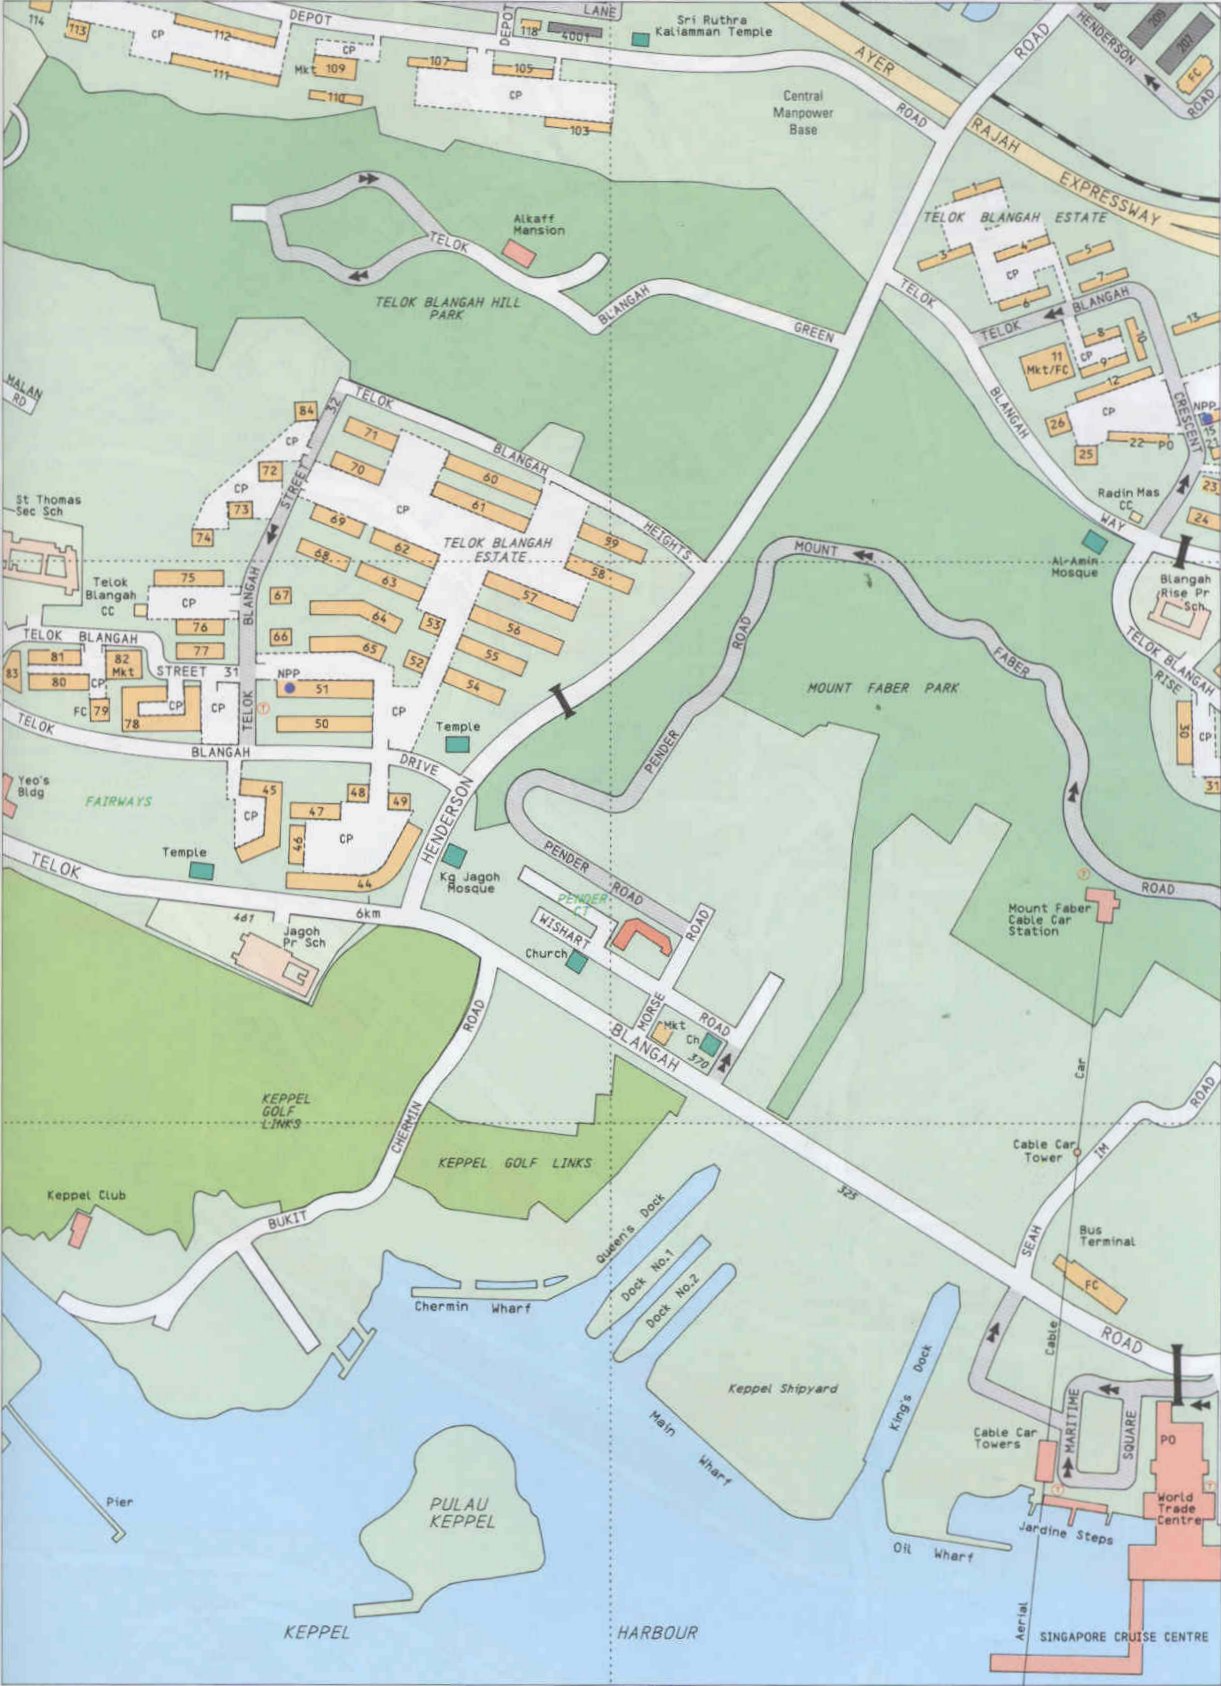 114
113
CP
112
111
DEPOT
CP
Mkt
109
110
107
DEPOT
118
4001
LANE
105
CP
103
Sri Ruthra
Kaliamman Temple
Central
Manpower
Base
AYER
RAJAH
EXPRESSWAY
ROAD
ROAD
HENDERSON
ROAD
209
207
FC
Alkaff
Mansion
TELOK
BLANGAH
GREEN
TELOK BLANGAH HILL
PARK
TELOK BLANGAH ESTATE
1
3
4
5
CP
6
7
TELOK
BLANGAH
CRESCENT
8
9
10
11
Mkt/FC
CP
12
13
CP
NPP
15
21
22
PO
26
25
23
24
TELOK
BLANGAH
WAY
Radin Mas
CC
Al-Amin
Mosque
Blangah
Rise Pr
Sch
TELOK BLANGAH
RISE
30
CP
31
MALAN
RD
84
32
TELOK
BLANGAH
HEIGHTS
71
70
72
CP
CP
73
74
STREET
BLANGAH
TELOK
60
61
CP
69
68
62
63
TELOK BLANGAH
ESTATE
59
58
57
56
55
54
53
52
64
65
66
67
St Thomas
Sec Sch
Telok
Blangah
CC
75
CP
76
77
TELOK BLANGAH
STREET 31
81
80
82
Mkt
83
CP
FC
79
78
CP
CP
NPP
51
50
CP
Temple
TELOK
BLANGAH
DRIVE
HENDERSON
Yeo's
Bldg
FAIRWAYS
45
CP
47
48
49
46
CP
44
Temple
Kg Jagoh
Mosque
TELOK
6km
461
Jagoh
Pr Sch
MOUNT
FABER
ROAD
ROAD
PENDER
MOUNT FABER PARK
PENDER
ROAD
PENDER
CT
WISHART
ROAD
Church
MORSE
ROAD
Mkt
Ch
370
BLANGAH
Mount Faber
Cable Car
Station
Car
KEPPEL
GOLF
LINKS
ROAD
CHERMIN
BUKIT
KEPPEL GOLF LINKS
Keppel Club
Cable Car
Tower
325
SEAH
IM
ROAD
Bus
Terminal
FC
Cable
ROAD
Queen's Dock
Dock No.1
Dock No.2
Chermin Wharf
Keppel Shipyard
King's Dock
Main
Wharf
MARITIME
SQUARE
Cable Car
Towers
PO
World
Trade
Centre
Jardine Steps
Oil Wharf
Pier
PULAU
KEPPEL
KEPPEL
HARBOUR
Aerial
SINGAPORE CRUISE CENTRE